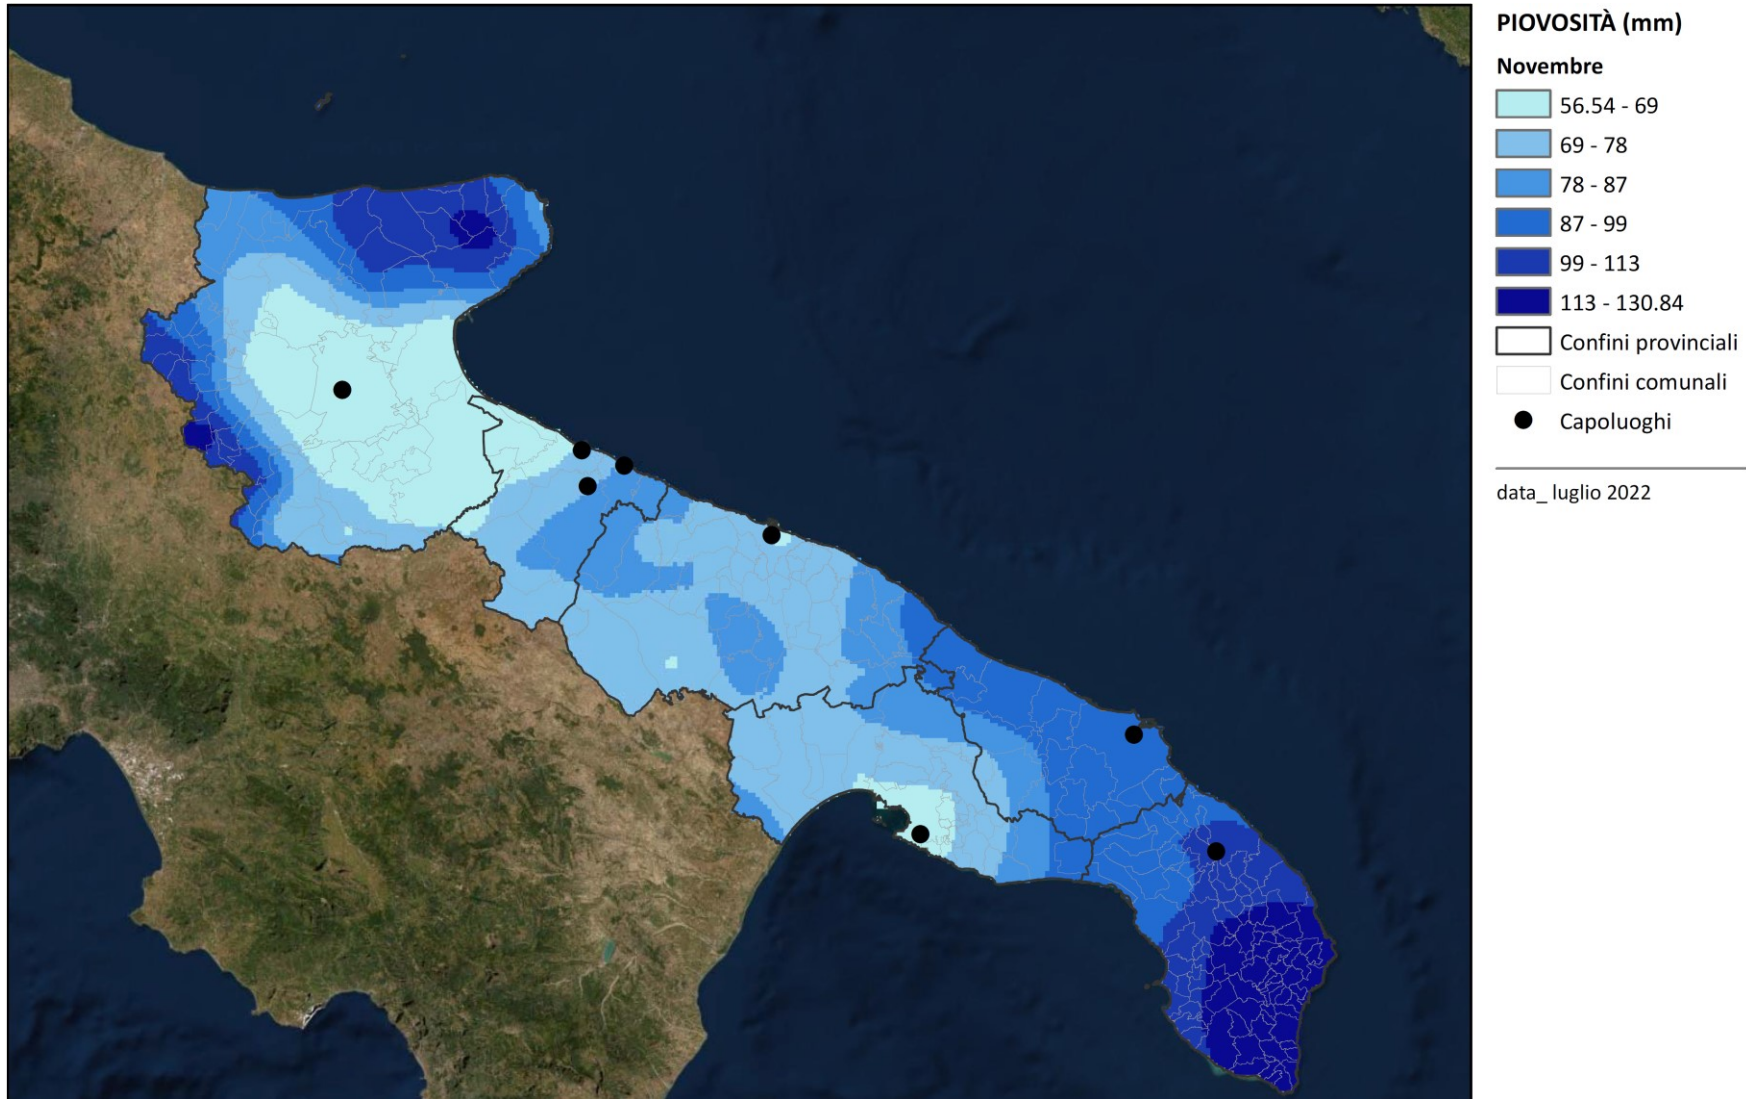 PIOVOSITÀ (mm)
Novembre
56.54 - 69
69 - 78
78 - 87
87 - 99
99 - 113
113 - 130.84
Confini provinciali
Confini comunali
Capoluoghi
data_ luglio 2022